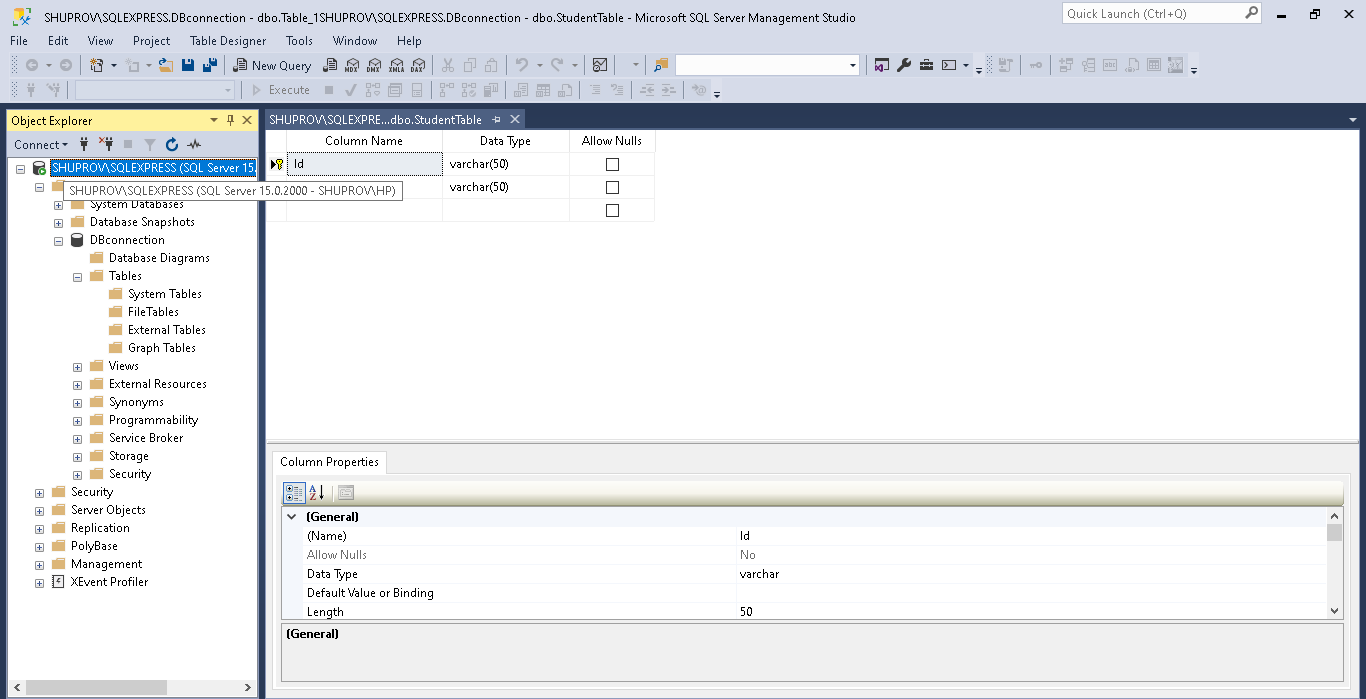 SHUPROV\SQLEXPRESS.DBconnection - dbo.Table_1SHUPROV\SQLEXPRESS.DBconnection - dbo.StudentTable - Microsoft SQL Server Management Studio
Quick Launch (Ctrl+Q)
File Edit View Project Table Designer Tools Window Help
New Query MDX DMX XMLA DAX
Execute
Object Explorer
SHUPROV\SQLEXPRE...dbo.StudentTable
Connect
Column Name Data Type Allow Nulls
SHUPROV\SQLEXPRESS (SQL Server 15.
Id varchar(50)
SHUPROV\SQLEXPRESS (SQL Server 15.0.2000 - SHUPROV\HP)
varchar(50)
System Databases
Database Snapshots
DBconnection
Database Diagrams
Tables
System Tables
FileTables
External Tables
Graph Tables
Views
External Resources
Synonyms
Programmability
Service Broker
Storage
Security
Security
Server Objects
Replication
PolyBase
Management
XEvent Profiler
Column Properties
(General)
(Name) Id
Allow Nulls No
Data Type varchar
Default Value or Binding
Length 50
(General)